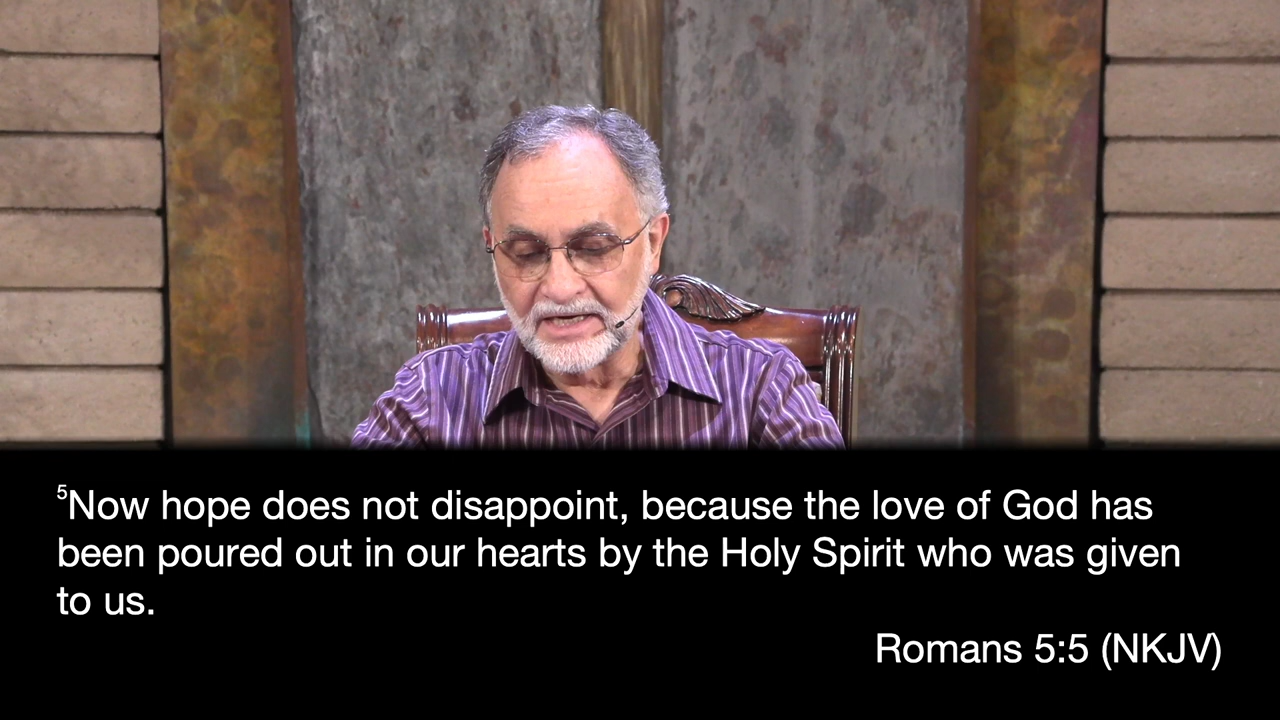 ⁵Now hope does not disappoint, because the love of God has
been poured out in our hearts by the Holy Spirit who was given
to us.
Romans 5:5 (NKJV)